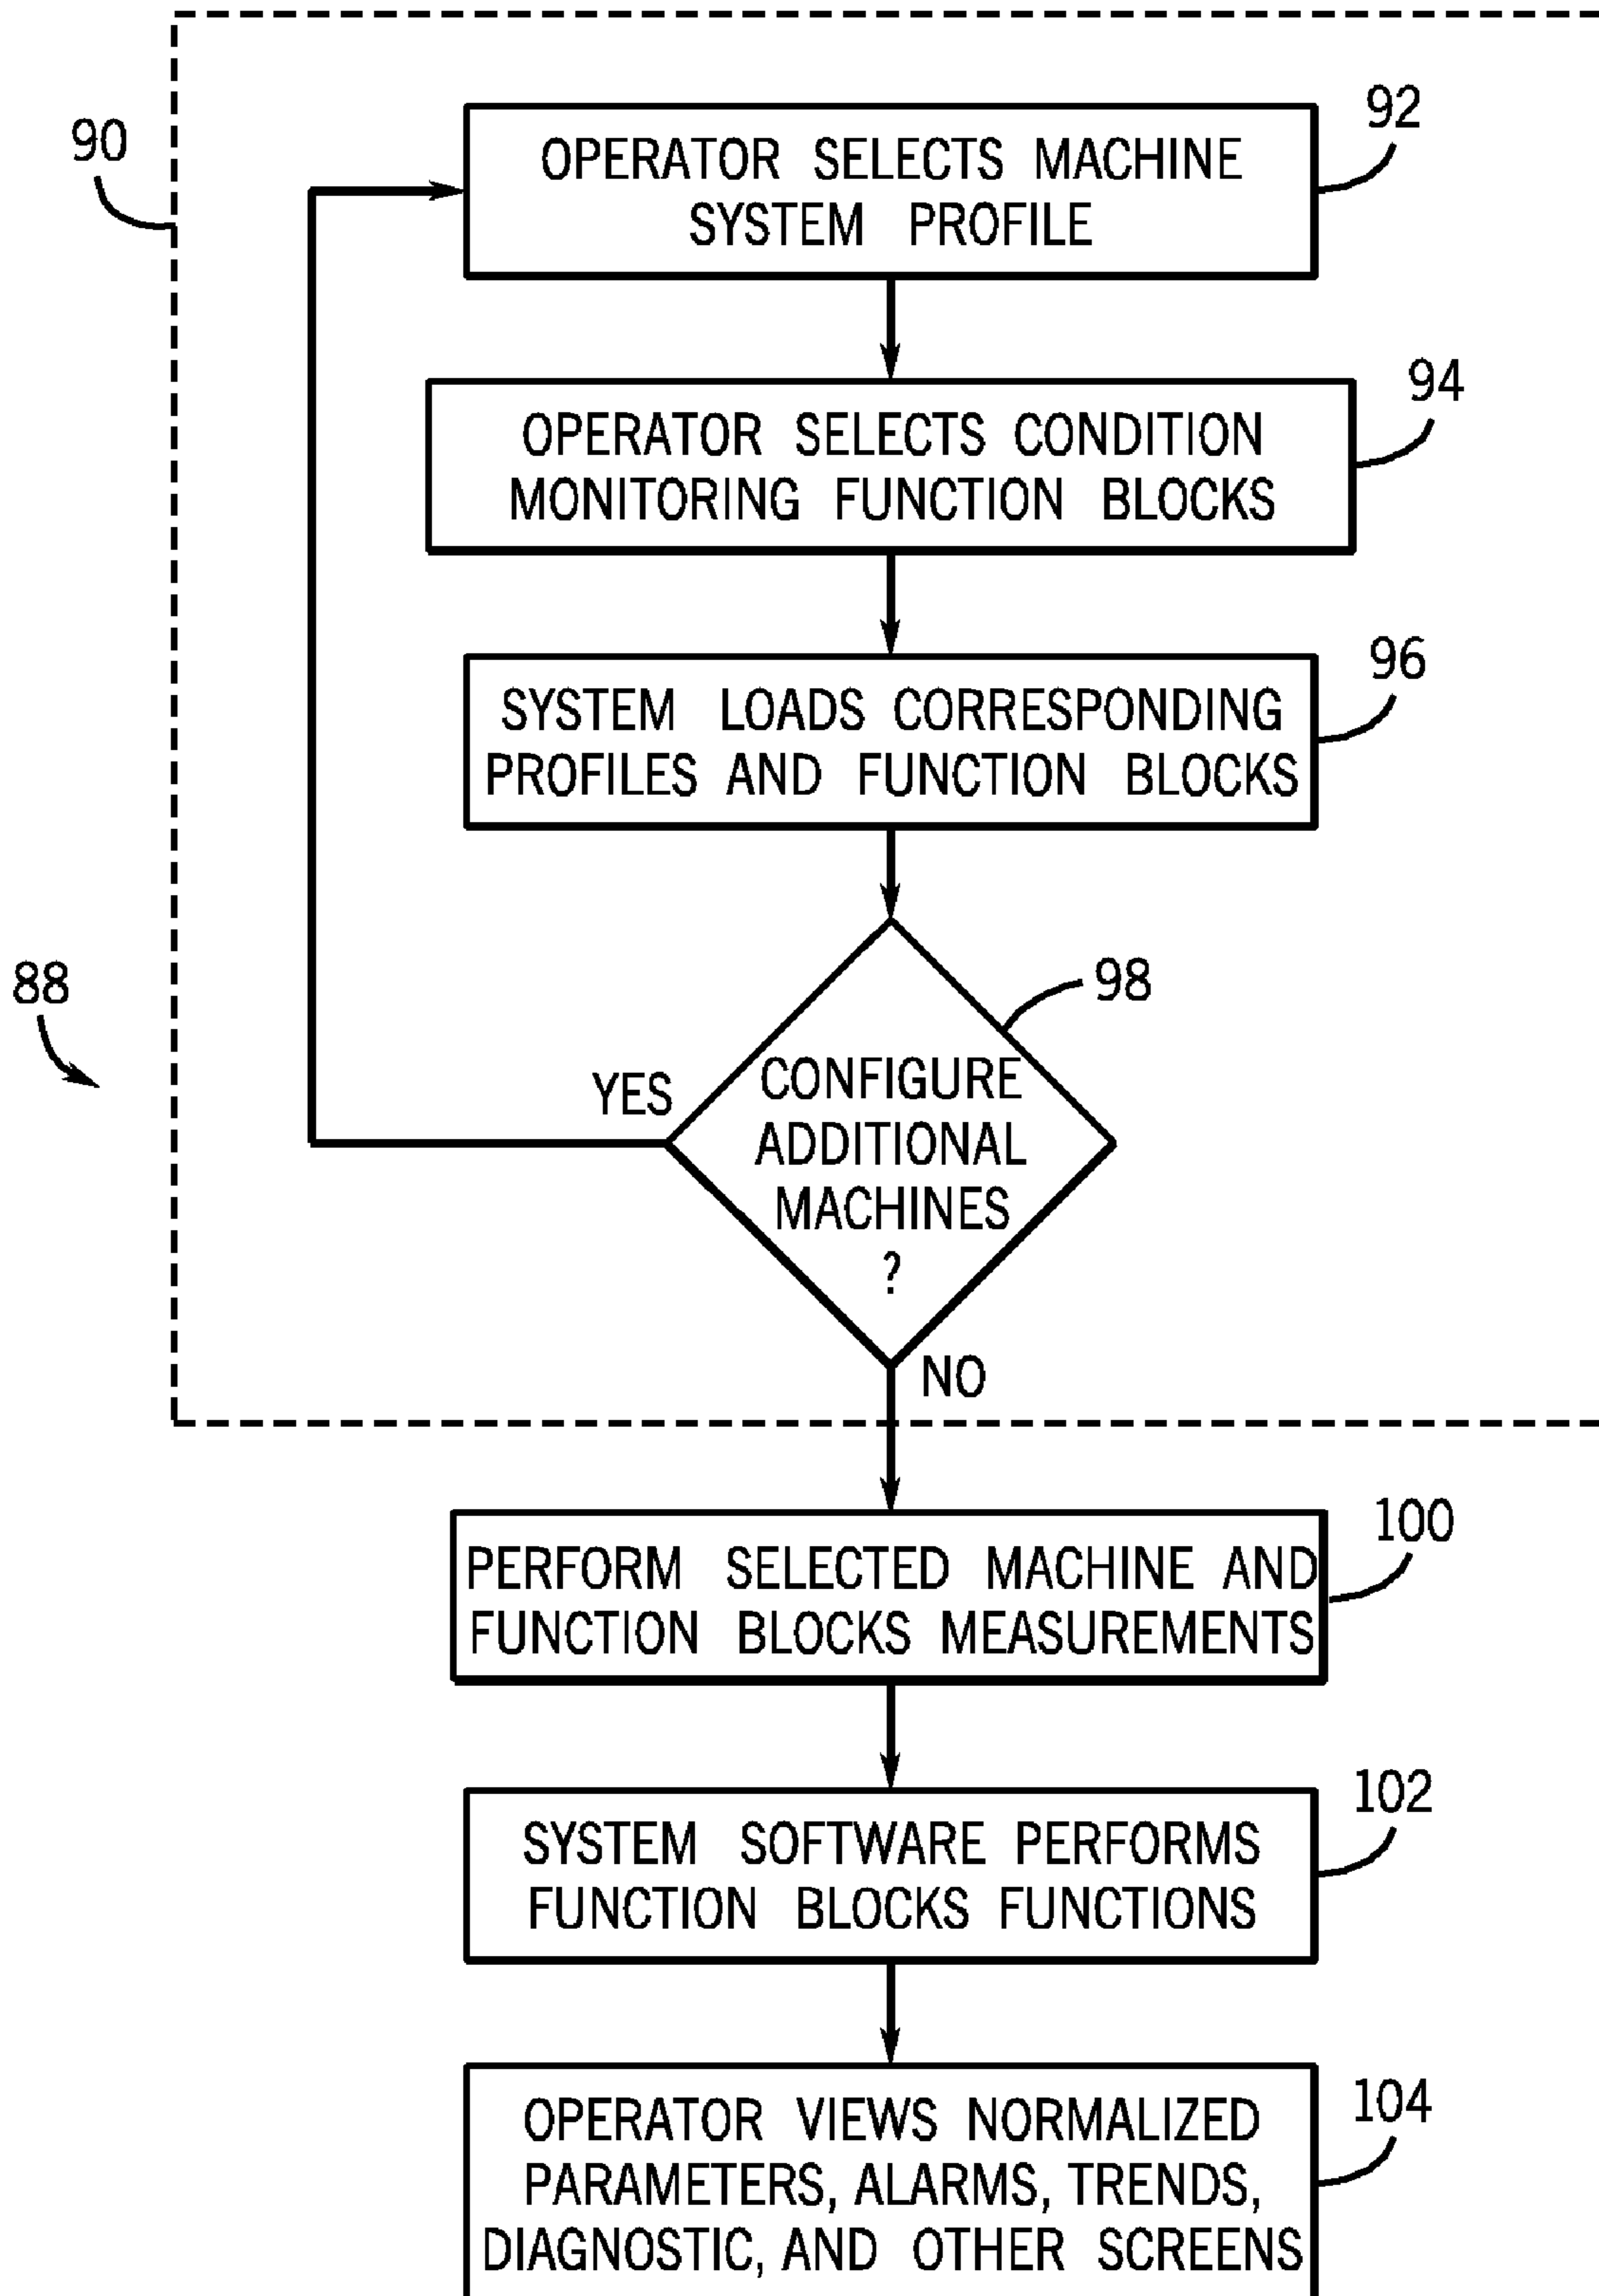 92
90
OPERATOR SELECTS MACHINE
SYSTEM PROFILE
94
OPERATOR SELECTS CONDITION
MONITORING FUNCTION BLOCKS
96
SYSTEM LOADS CORRESPONDING
PROFILES AND FUNCTION BLOCKS
98
88
YES
CONFIGURE
ADDITIONAL
MACHINES
?
NO
100
PERFORM SELECTED MACHINE AND
FUNCTION BLOCKS MEASUREMENTS
102
SYSTEM SOFTWARE PERFORMS
FUNCTION BLOCKS FUNCTIONS
104
OPERATOR VIEWS NORMALIZED
PARAMETERS, ALARMS, TRENDS,
DIAGNOSTIC, AND OTHER SCREENS